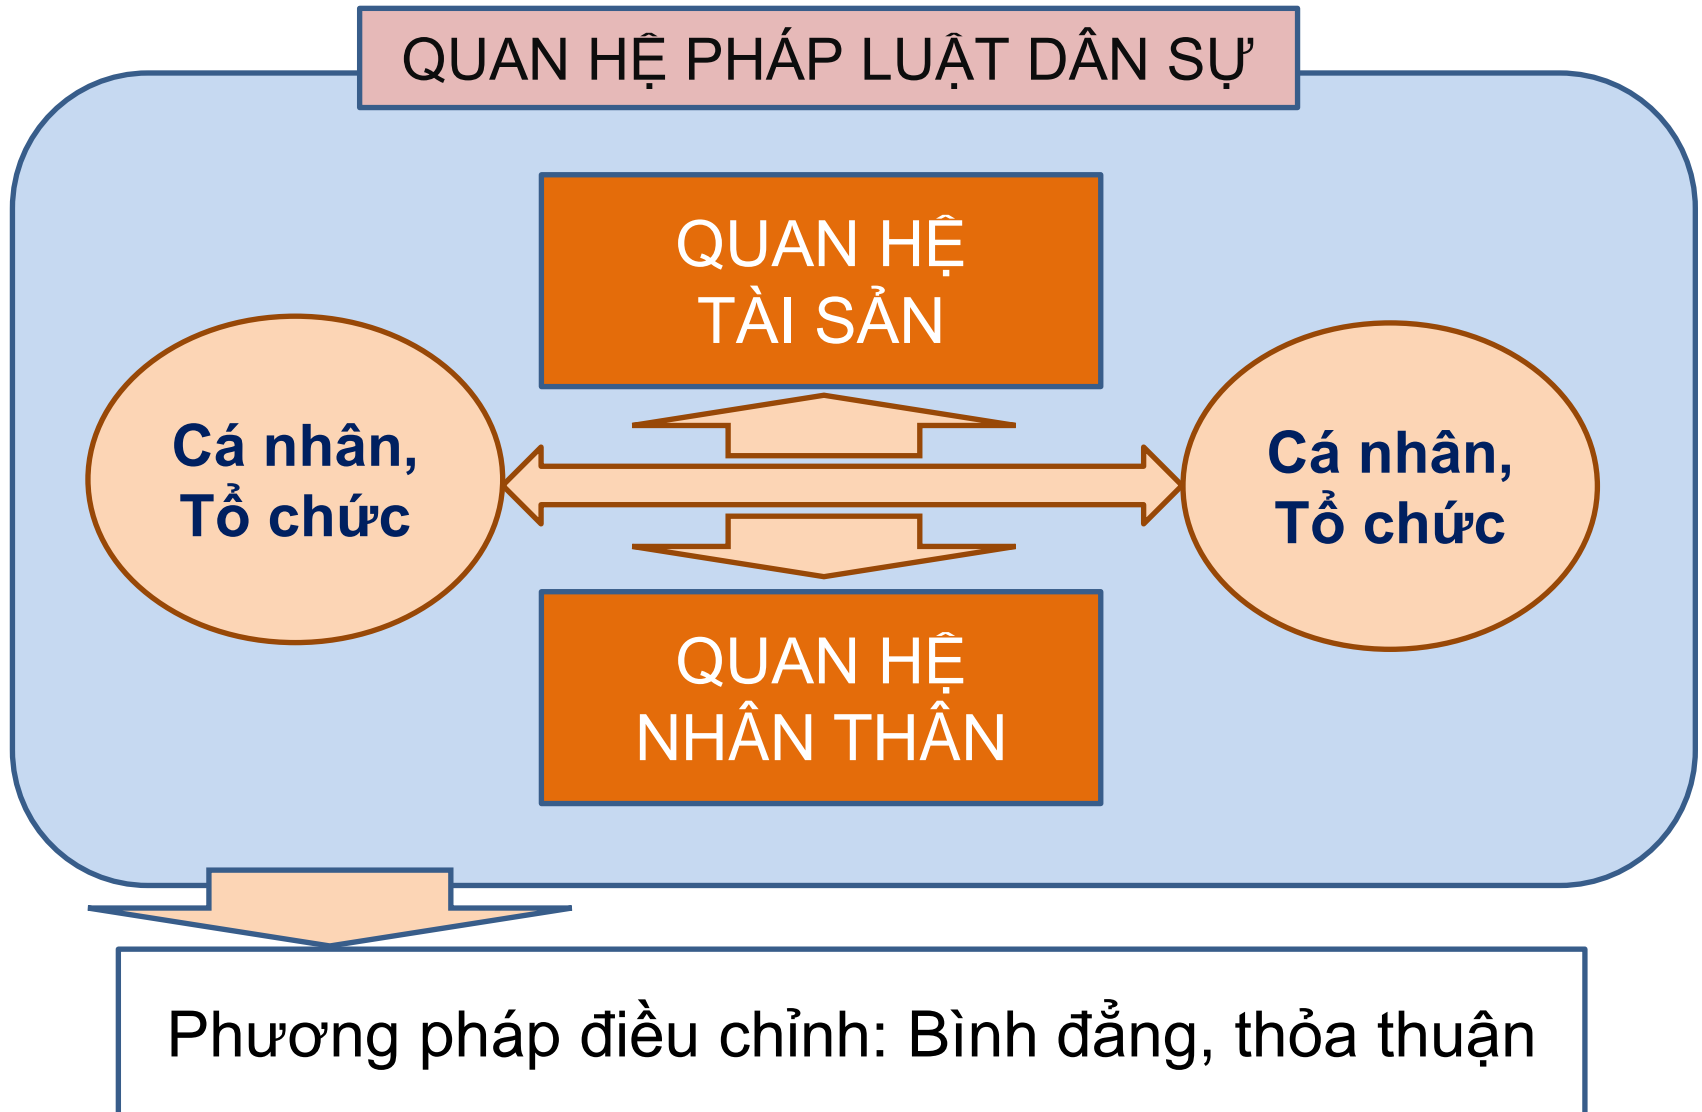 QUAN HỆ PHÁP LUẬT DÂN SỰ
QUAN HỆ
TÀI SẢN
Cá nhân,
Tổ chức
Cá nhân,
Tổ chức
QUAN HỆ
NHÂN THÂN
Phương pháp điều chỉnh: Bình đẳng, thỏa thuận